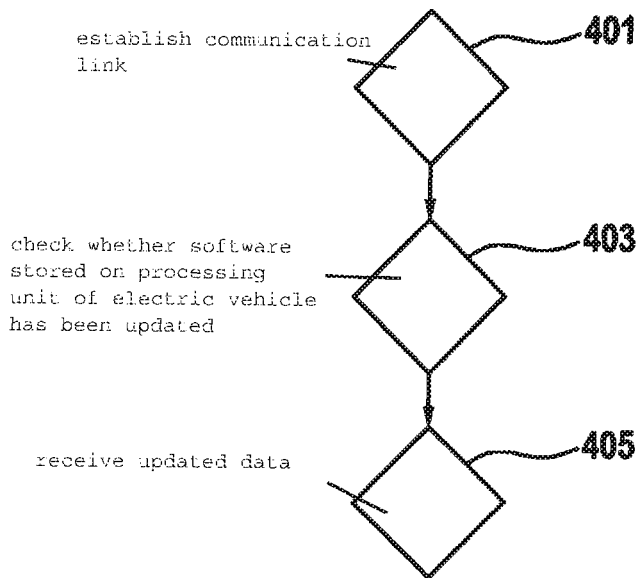 establish communication
link
401
check whether software
stored on processing
unit of electric vehicle
has been updated
403
receive updated data
405